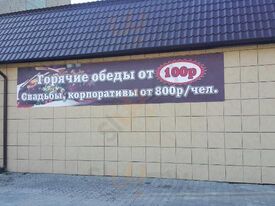 Горячие обеды от 100р
Свадьбы, корпоративы от 800р/чел.